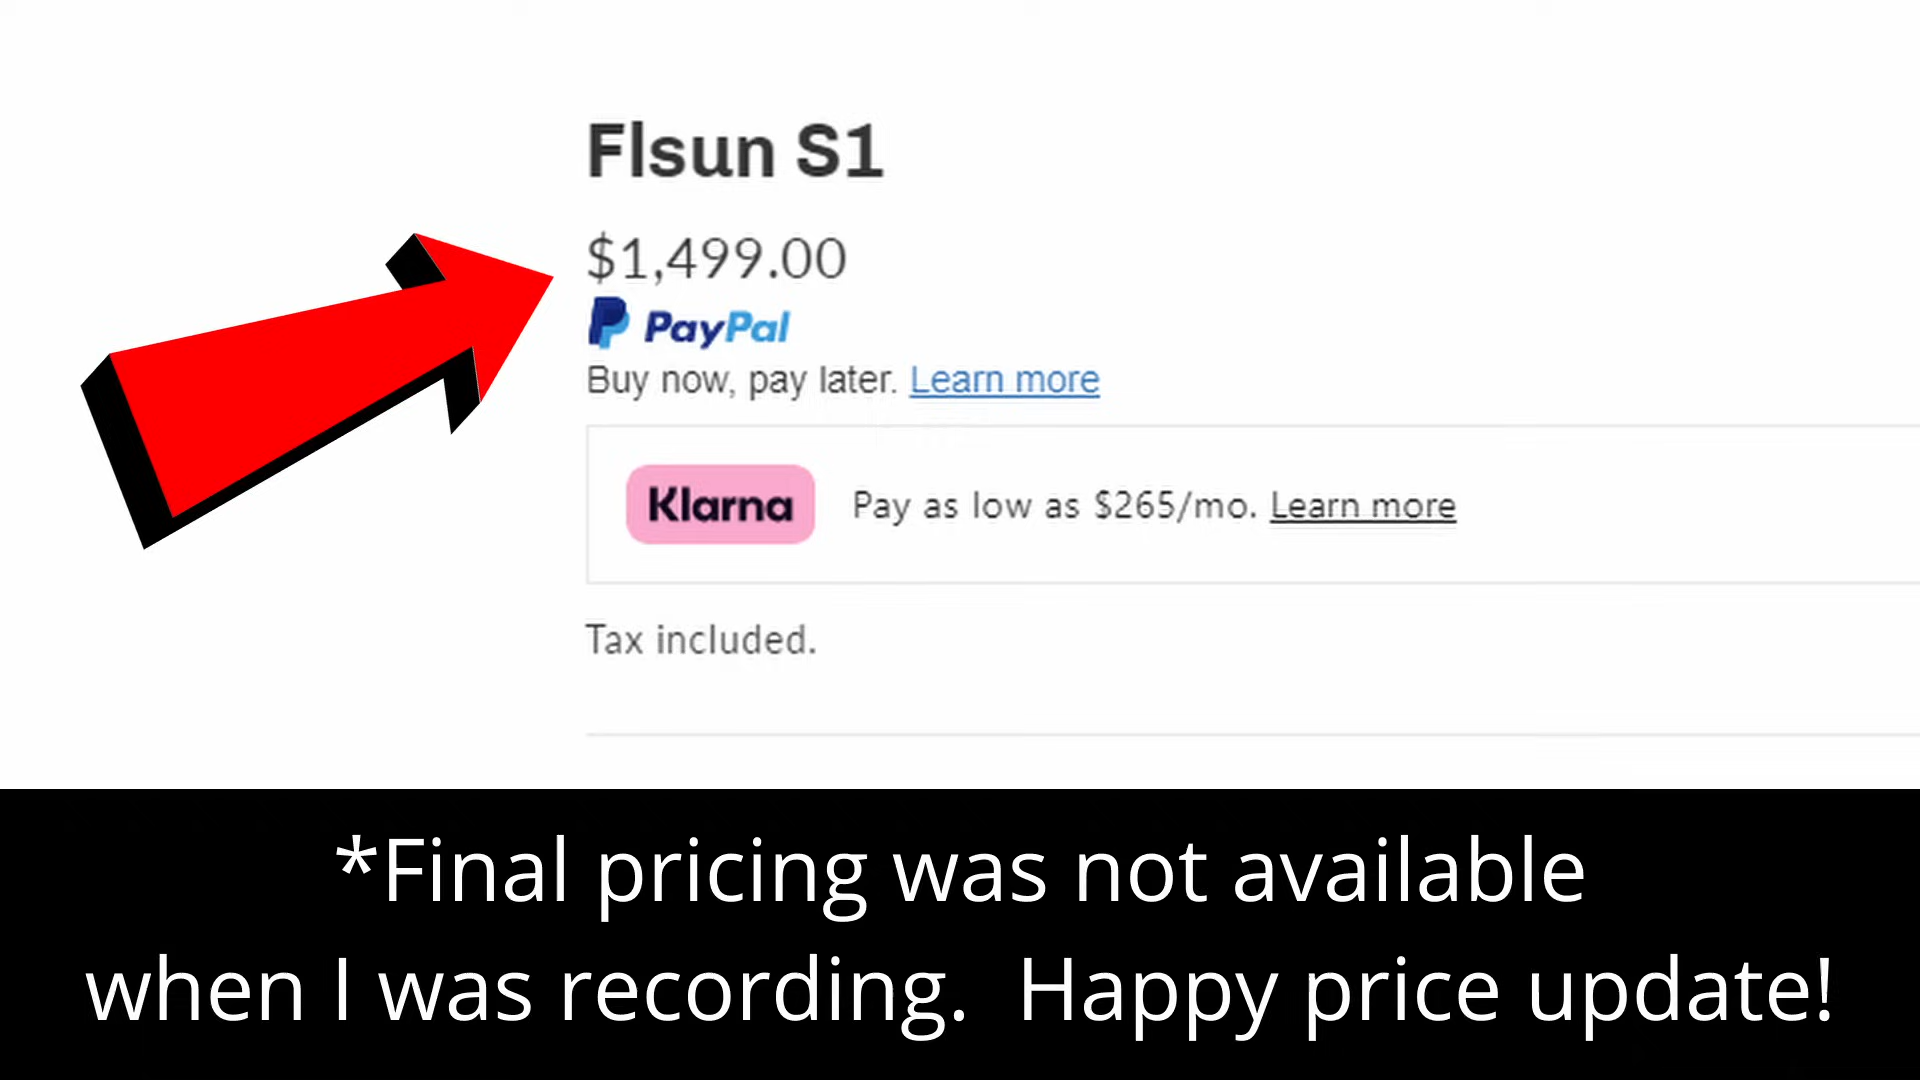 Flsun S1
$1,499.00
PayPal
Buy now, pay later. Learn more
Klarna Pay as low as $265/mo. Learn more
Tax included.
*Final pricing was not available
when I was recording. Happy price update!